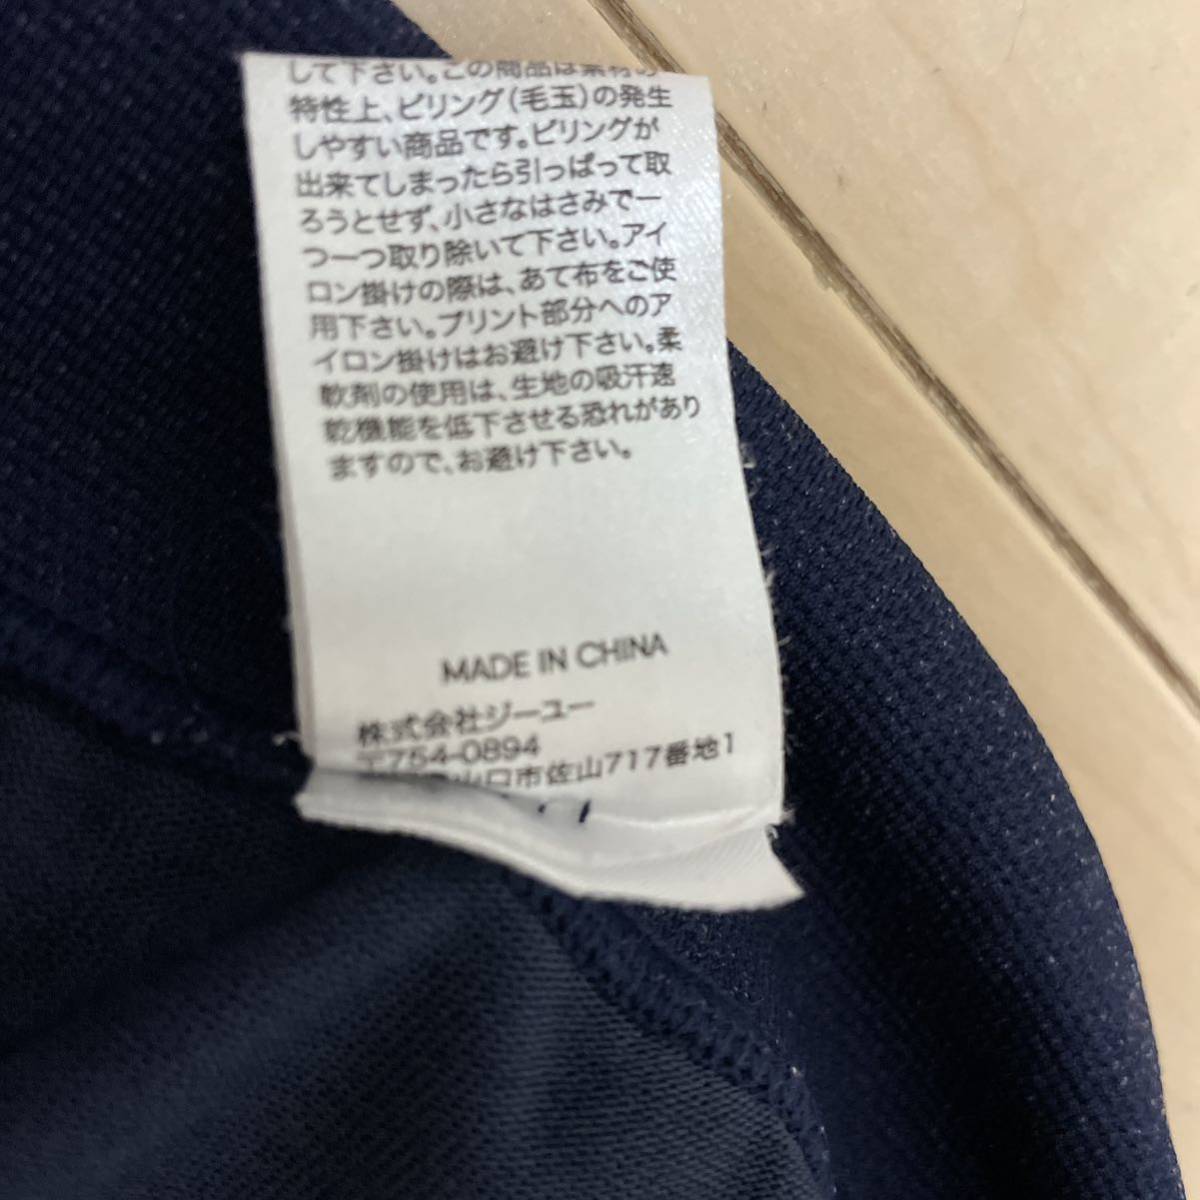 して下さい。この商品は素材の
特性上、ピリング(毛玉)の発生
しやすい商品です。ピリングが
出来てしまったら引っぱって取
ろうとせず、小さなはさみで一
つ一つ取り除いて下さい。アイ
ロン掛けの際は、あて布をご使
用下さい。プリント部分へのア
イロン掛けはお避け下さい。柔
軟剤の使用は、生地の吸汗速
乾機能を低下させる恐れがあり
ますので、お避け下さい。
MADE IN CHINA
株式会社ジーユー
〒754-0894
山口市佐山717番地1